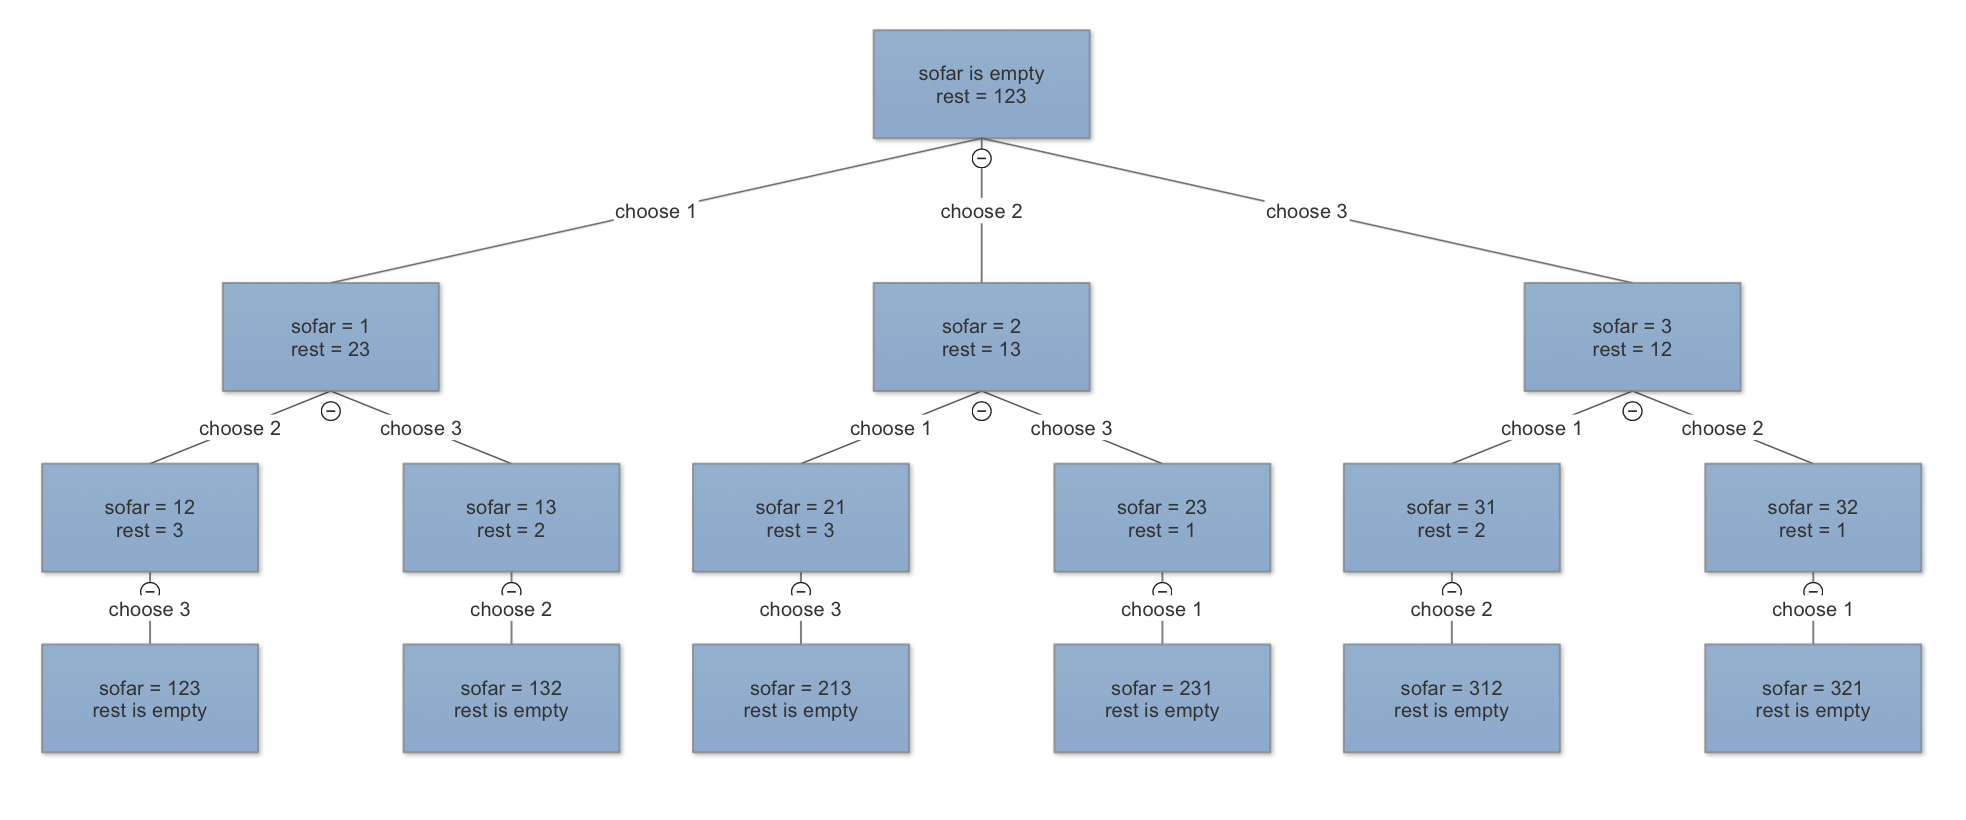 sofar is empty
rest = 123
choose 1
choose 2
choose 3
sofar = 1
rest = 23
sofar = 2
rest = 13
sofar = 3
rest = 12
choose 2
choose 3
choose 1
choose 3
choose 1
choose 2
sofar = 12
rest = 3
sofar = 13
rest = 2
sofar = 21
rest = 3
sofar = 23
rest = 1
sofar = 31
rest = 2
sofar = 32
rest = 1
choose 3
choose 2
choose 3
choose 1
choose 2
choose 1
sofar = 123
rest is empty
sofar = 132
rest is empty
sofar = 213
rest is empty
sofar = 231
rest is empty
sofar = 312
rest is empty
sofar = 321
rest is empty